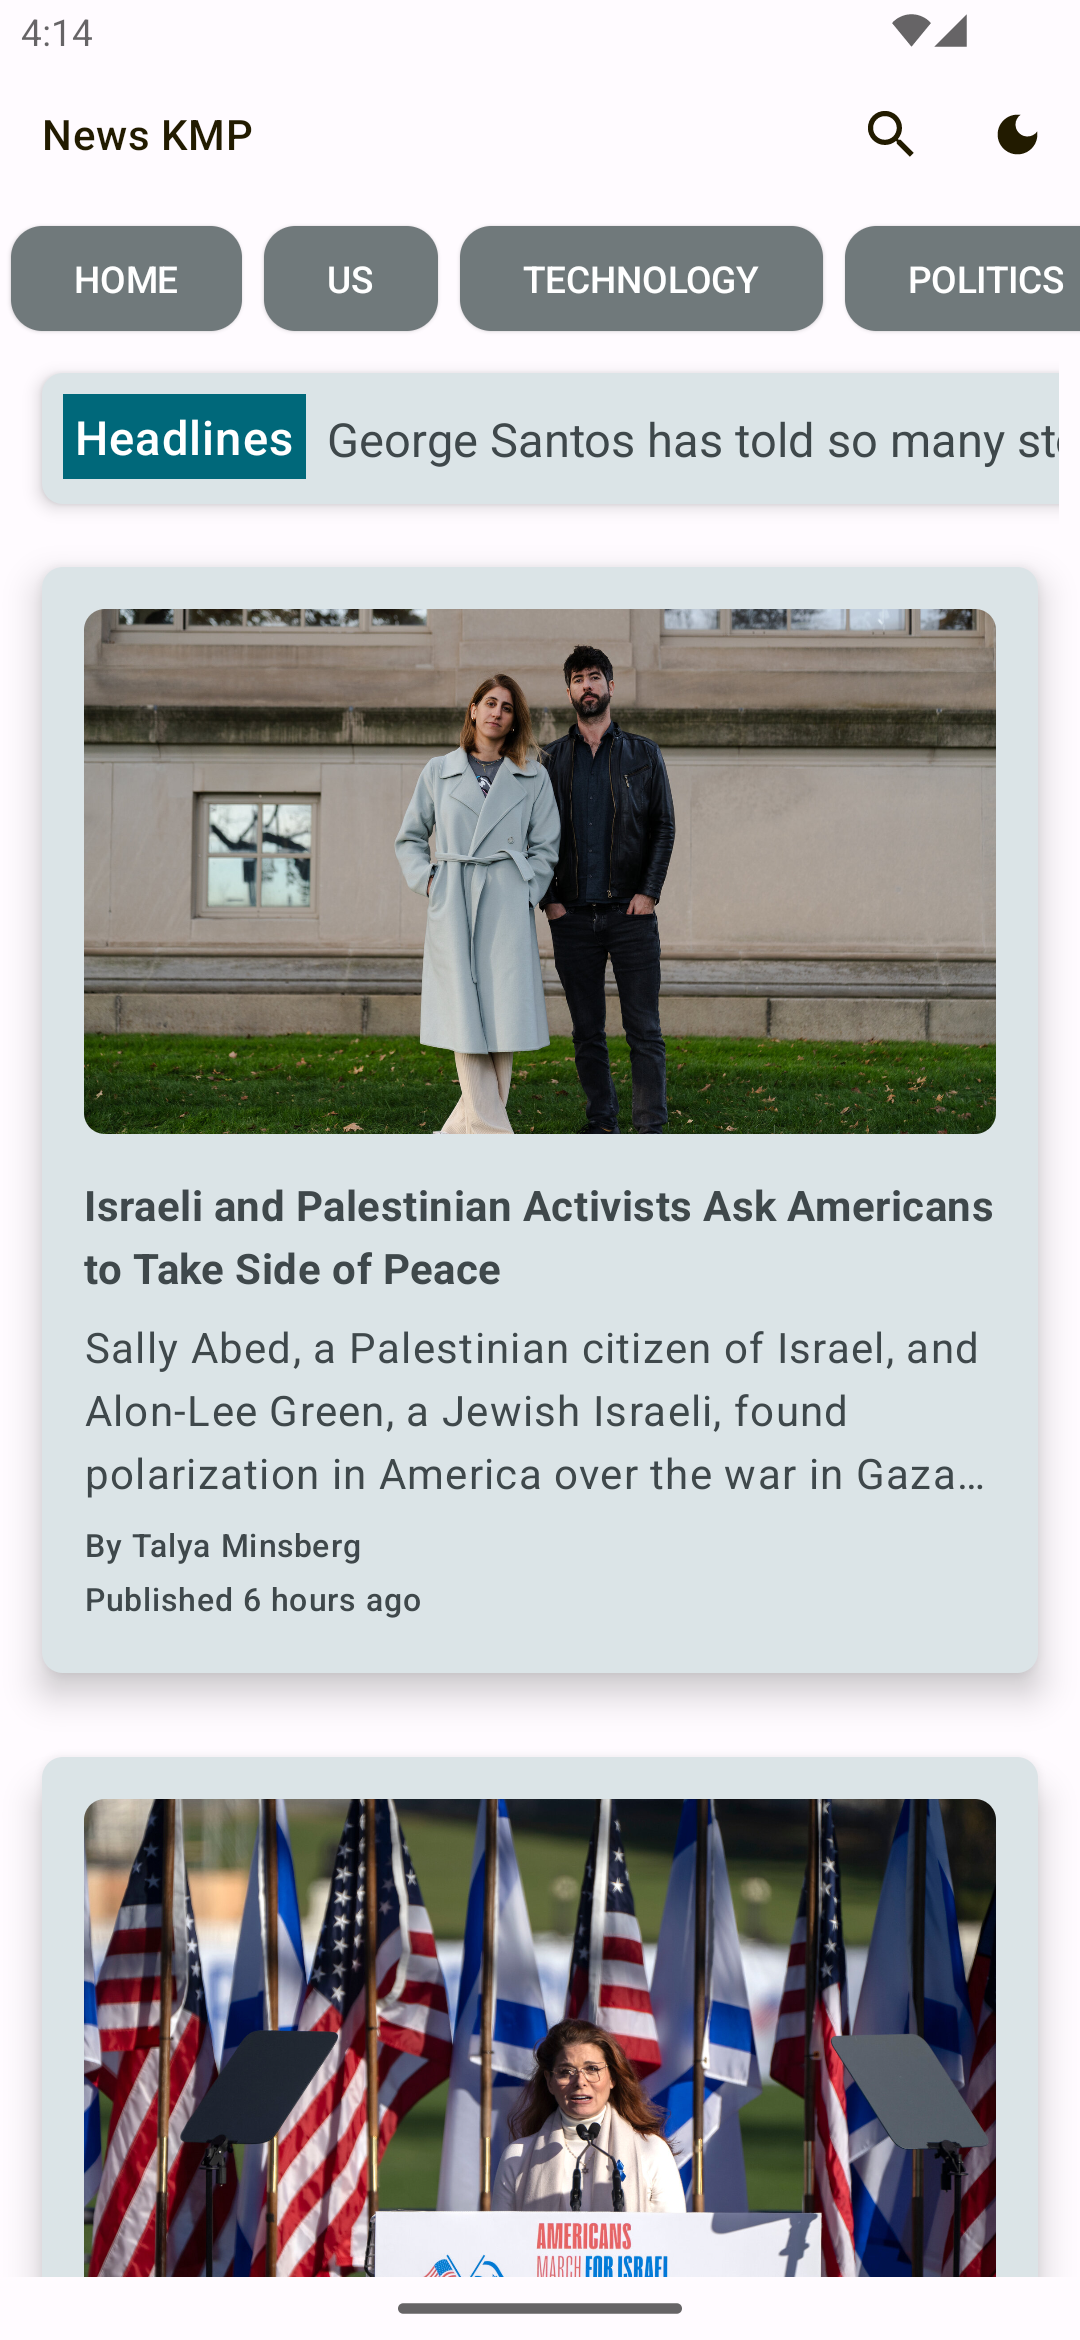 4:14
News KMP
HOME US TECHNOLOGY POLITICS
Headlines George Santos has told so many
Israeli and Palestinian Activists Ask Americans
to Take Side of Peace
Sally Abed, a Palestinian citizen of Israel, and
Alon-Lee Green, a Jewish Israeli, found
polarization in America over the war in Gaza…
By Talya Minsberg
Published 6 hours ago
AMERICANS
MARCH FOR ISRAEL